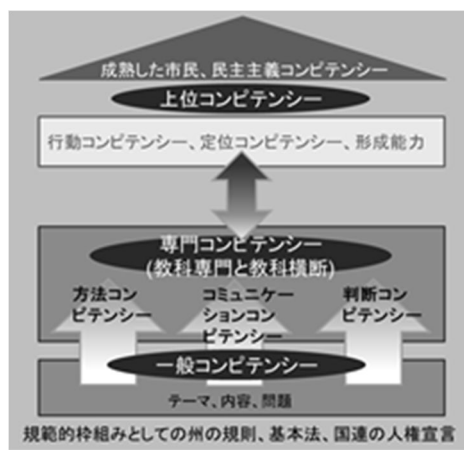 成熟した市民、民主主義コンピテンシー
上位コンピテンシー
行動コンピテンシー、定位コンピテンシー、形成能力
専門コンピテンシー
(教科専門と教科横断)
方法コン
ピテンシー
コミュニケー
ションコン
ピテンシー
判断コン
ピテンシー
一般コンピテンシー
テーマ、内容、問題
規範的枠組みとしての州の規則、基本法、国連の人権宣言